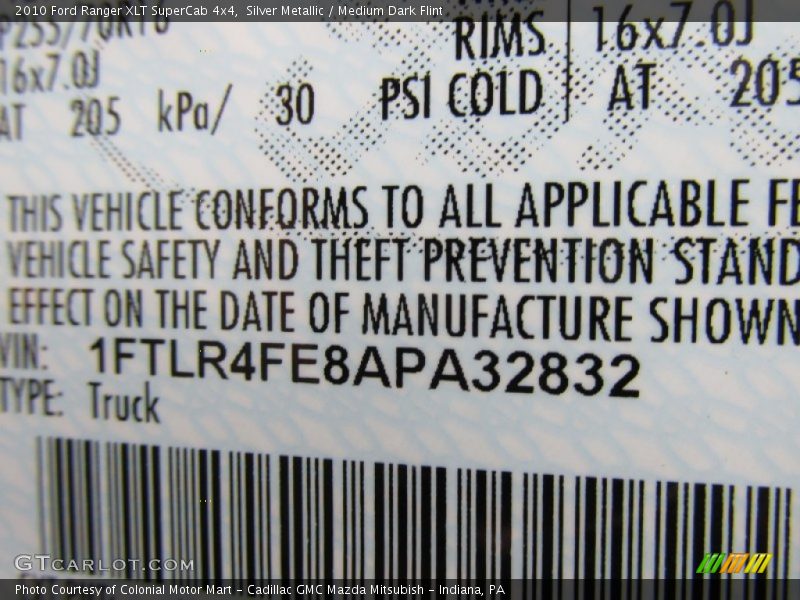 2010 Ford Ranger XLT SuperCab 4x4, Silver Metallic / Medium Dark Flint
RIMS 16x7.0J
16x7.0J
AT 205 kPa/ 30 PSI COLD AT 205
THIS VEHICLE CONFORMS TO ALL APPLICABLE FE
VEHICLE SAFETY AND THEFT PREVENTION STAND
EFFECT ON THE DATE OF MANUFACTURE SHOWN
VIN: 1FTLR4FE8APA32832
TYPE: Truck
GTCARLOT.COM
Photo Courtesy of Colonial Motor Mart - Cadillac GMC Mazda Mitsubish - Indiana, PA